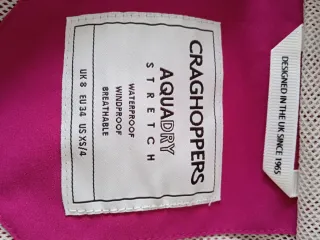 CRAGHOPPERS
AQUADRY
STRETCH
WATERPROOF
WINDPROOF
BREATHABLE
UK 8 EU 34 US XS/4
DESIGNED IN THE UK SINCE 1965